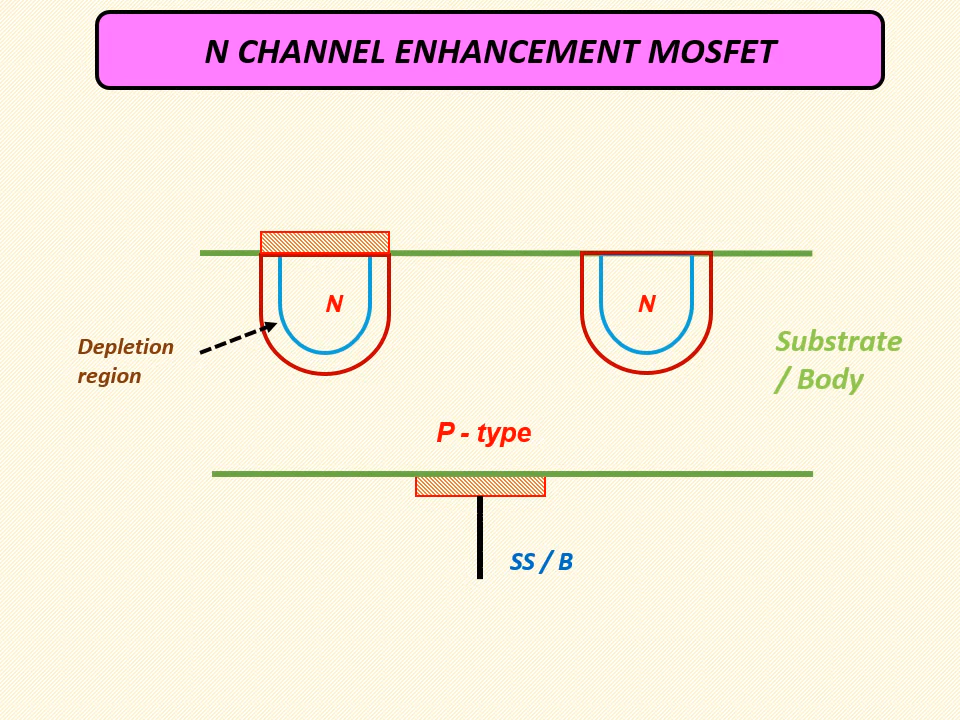 N CHANNEL ENHANCEMENT MOSFET
N
N
Depletion
region
Substrate
/ Body
P - type
SS / B